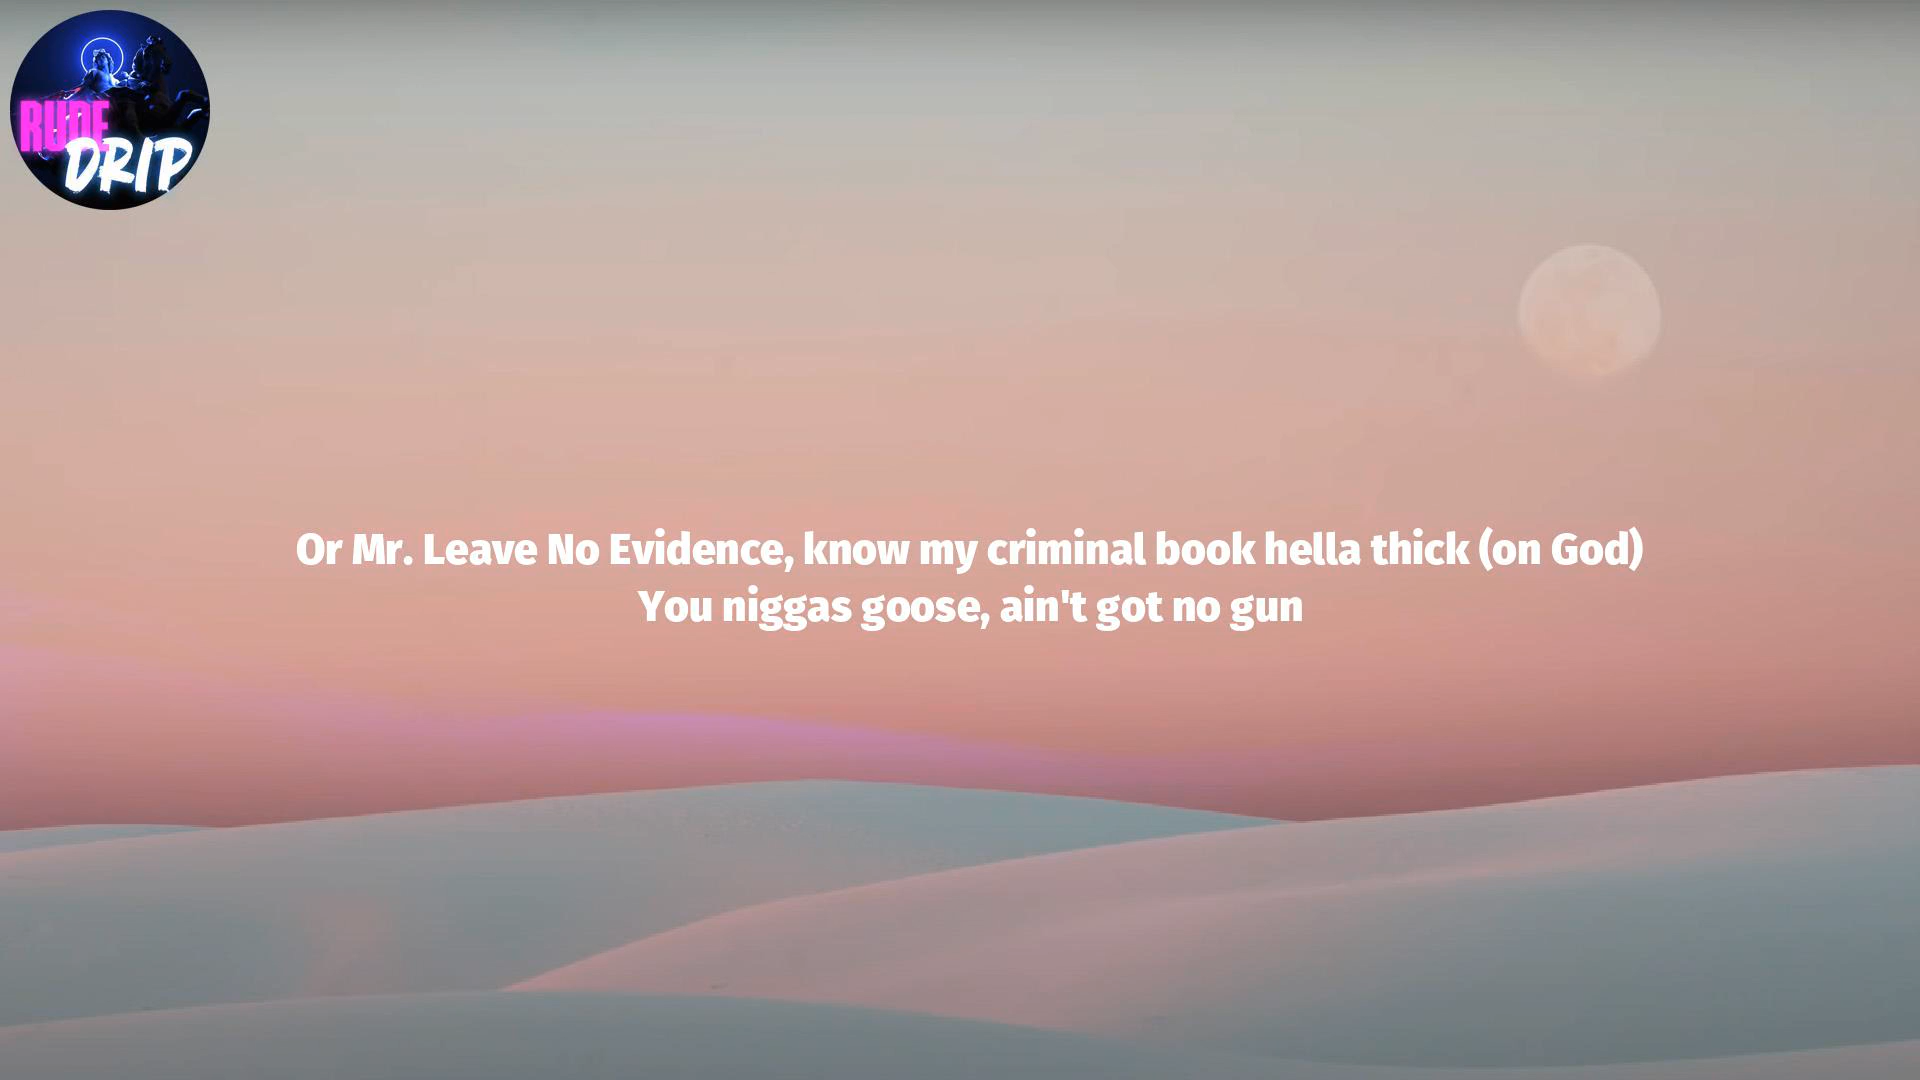 RUDE
DRIP
Or Mr. Leave No Evidence, know my criminal book hella thick (on God)
You niggas goose, ain't got no gun